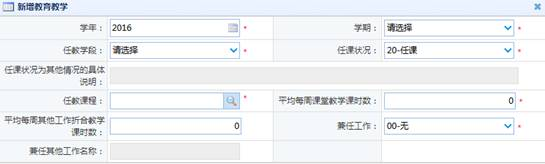 新增教育教学
学年： 2016 * 学期： 请选择 *
任教学段： 请选择 * 任课状况： 20-任课 *
任课状况为其他情况的具体
说明：
任教课程： * 平均每周课堂教学课时数： 0 *
平均每周其他工作折合教学
课时数： 0 兼任工作： 00-无 *
兼任其他工作名称：